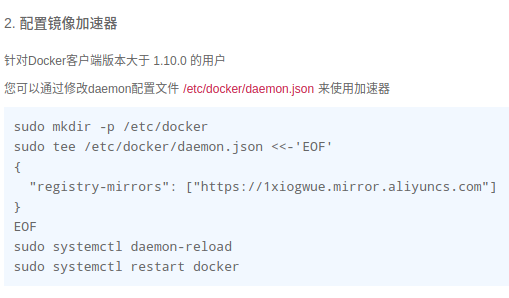 2. 配置镜像加速器
针对Docker客户端版本大于 1.10.0 的用户
您可以通过修改daemon配置文件 /etc/docker/daemon.json 来使用加速器
sudo mkdir -p /etc/docker
sudo tee /etc/docker/daemon.json <<-'EOF'
{
  "registry-mirrors": ["https://1xiogwue.mirror.aliyuncs.com"]
}
EOF
sudo systemctl daemon-reload
sudo systemctl restart docker